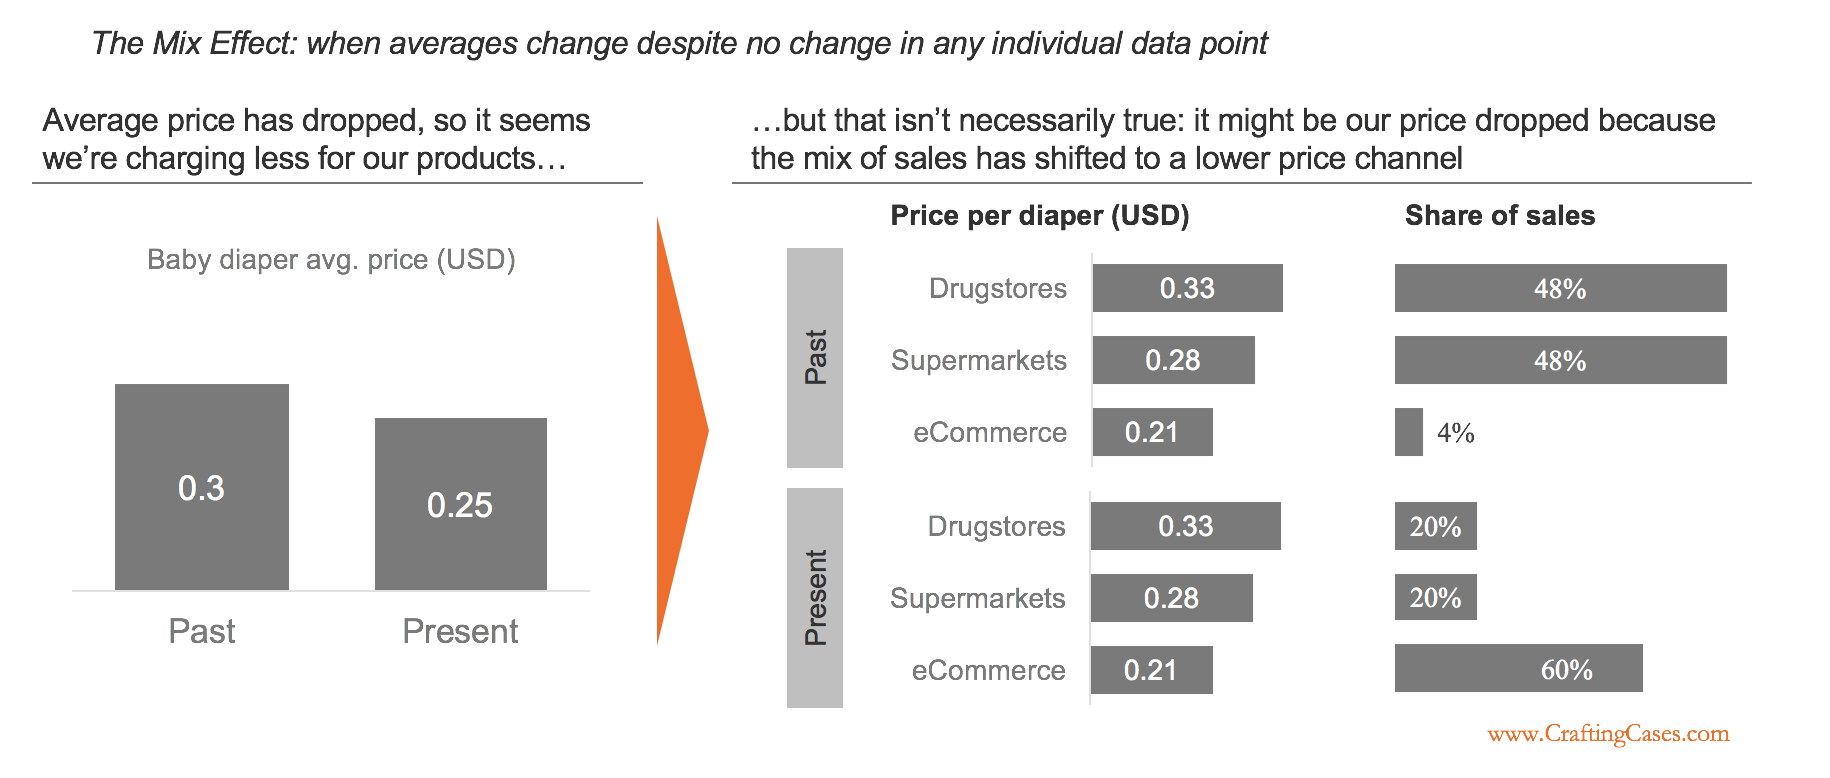 The Mix Effect: when averages change despite no change in any individual data point
Average price has dropped, so it seems
we're charging less for our products…
Baby diaper avg. price (USD)
0.3
0.25
Past
Present
…but that isn't necessarily true: it might be our price dropped because
the mix of sales has shifted to a lower price channel
Price per diaper (USD)
Share of sales
Past
Drugstores
0.33
48%
Supermarkets
0.28
48%
eCommerce
0.21
4%
Present
Drugstores
0.33
20%
Supermarkets
0.28
20%
eCommerce
0.21
60%
www.CraftingCases.com